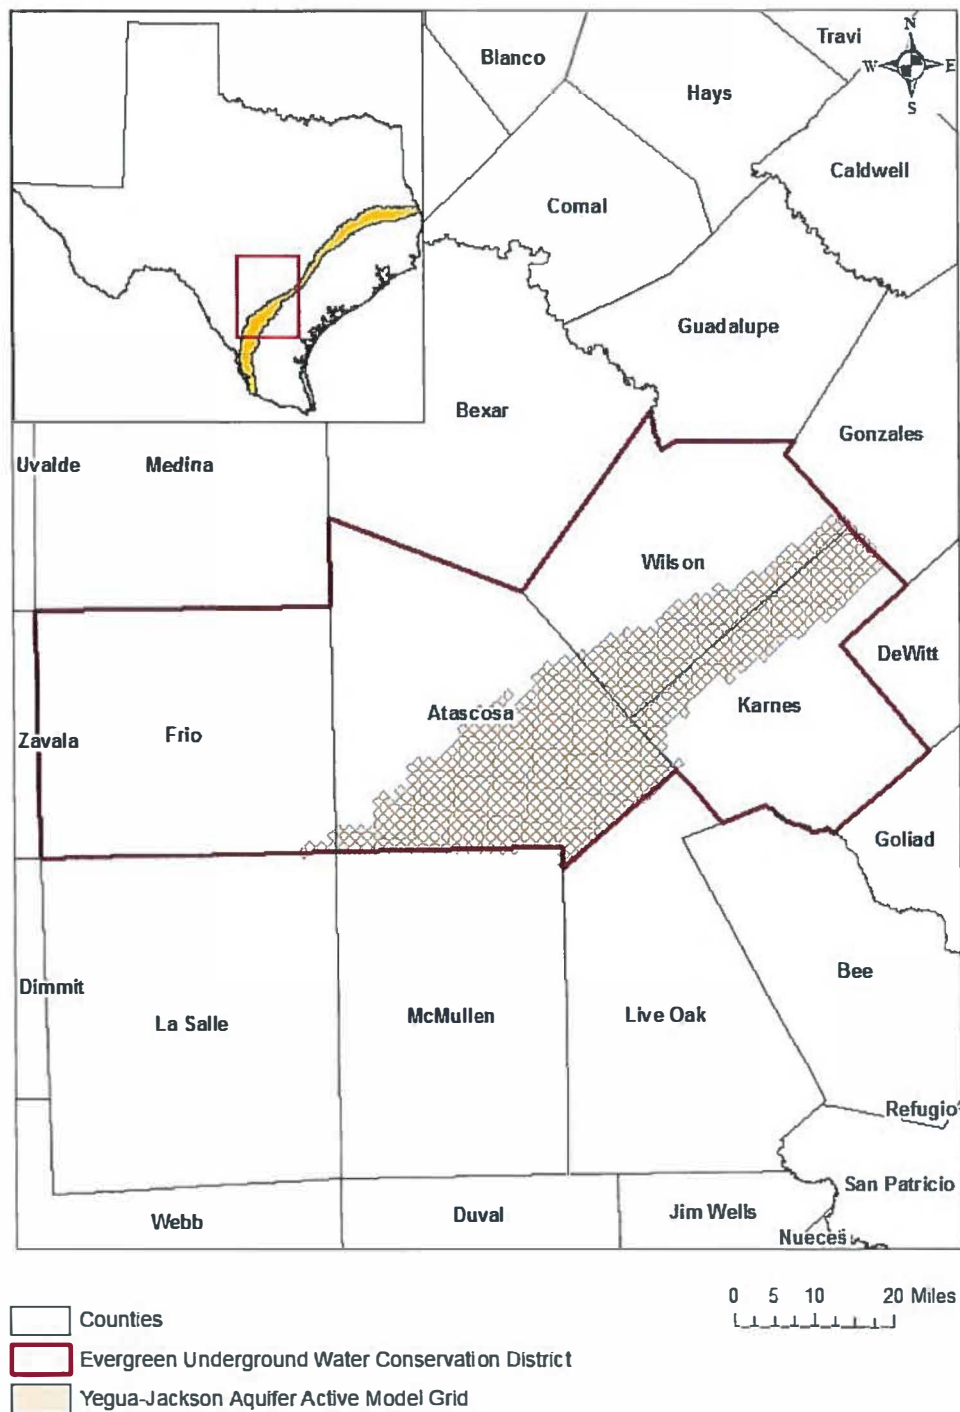 Blanco
Travi
N
W
E
S
Hays
Caldwell
Comal
Guadalupe
Bexar
Gonzales
Uvalde
Medina
Wilson
DeWitt
Karnes
Atascosa
Frio
Zavala
Goliad
Bee
Dimmit
La Salle
McMullen
Live Oak
Refugio
San Patricio
Webb
Duval
Jim Wells
Nueces
0 5 10 20 Miles
Counties
Evergreen Underground Water Conservation District
Yegua-Jackson Aquifer Active Model Grid